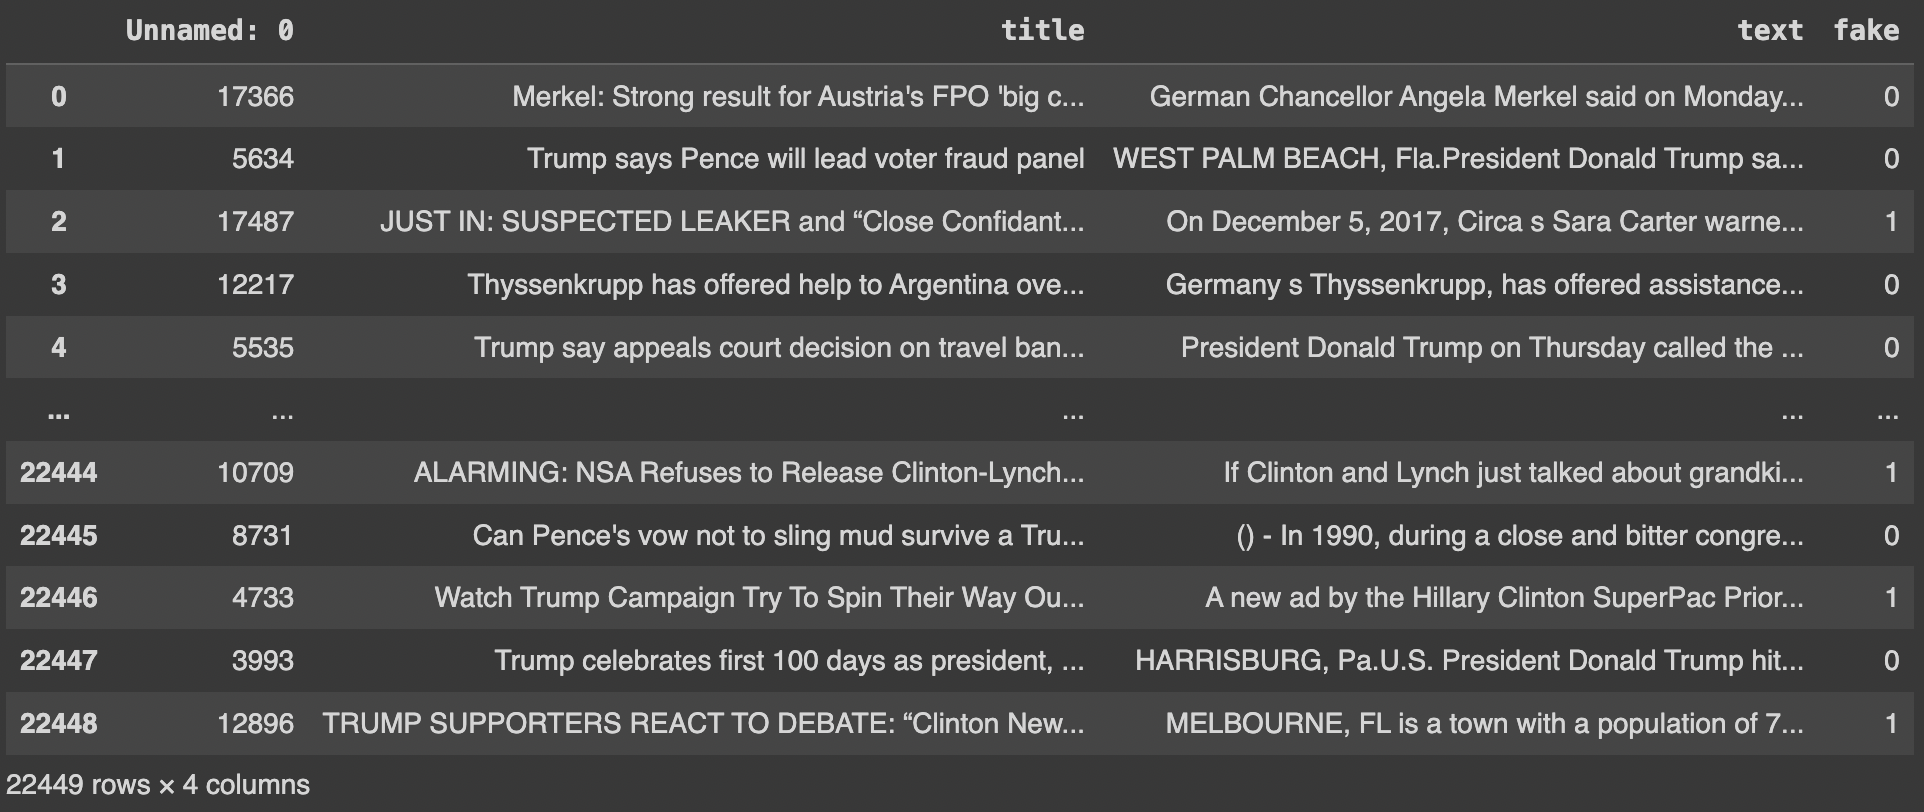 Unnamed: 0 title text fake
0 17366 Merkel: Strong result for Austria's FPO 'big c... German Chancellor Angela Merkel said on Monday... 0
1 5634 Trump says Pence will lead voter fraud panel WEST PALM BEACH, Fla.President Donald Trump sa... 0
2 17487 JUST IN: SUSPECTED LEAKER and “Close Confidant... On December 5, 2017, Circa s Sara Carter warne... 1
3 12217 Thyssenkrupp has offered help to Argentina ove... Germany s Thyssenkrupp, has offered assistance... 0
4 5535 Trump say appeals court decision on travel ban... President Donald Trump on Thursday called the ... 0
... ... ... ... ...
22444 10709 ALARMING: NSA Refuses to Release Clinton-Lynch... If Clinton and Lynch just talked about grandki... 1
22445 8731 Can Pence's vow not to sling mud survive a Tru... () - In 1990, during a close and bitter congre... 0
22446 4733 Watch Trump Campaign Try To Spin Their Way Ou... A new ad by the Hillary Clinton SuperPac Prior... 1
22447 3993 Trump celebrates first 100 days as president, ... HARRISBURG, Pa.U.S. President Donald Trump hit... 0
22448 12896 TRUMP SUPPORTERS REACT TO DEBATE: “Clinton New... MELBOURNE, FL is a town with a population of 7... 1
22449 rows × 4 columns